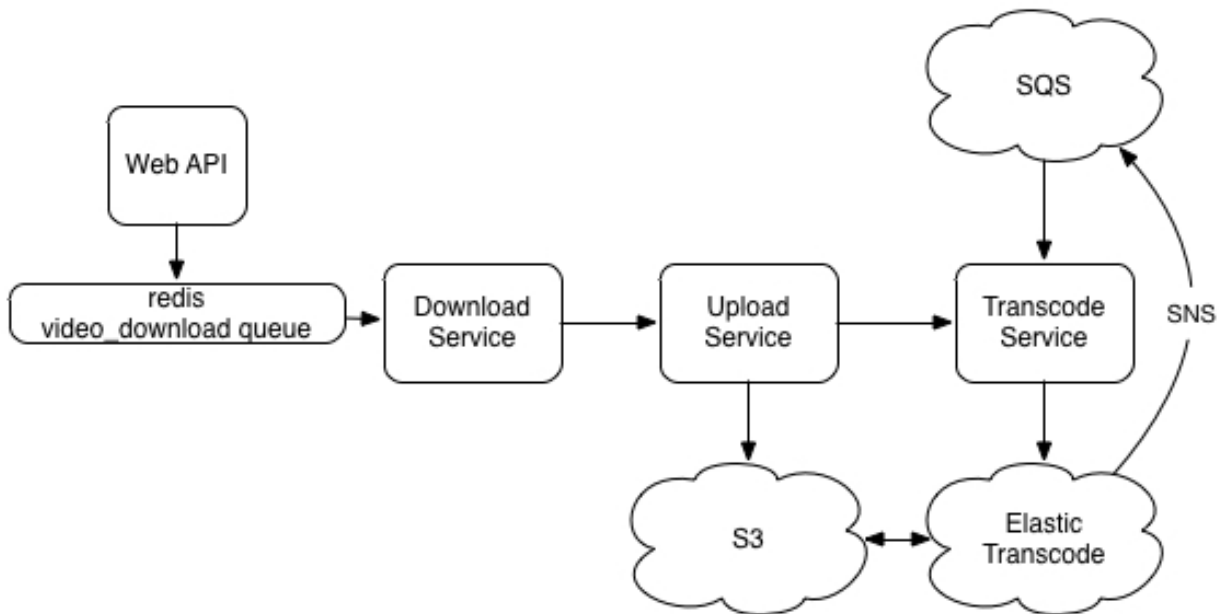 SQS
Web API
redis
video_download queue
Download
Service
Upload
Service
Transcode
Service
SNS
S3
Elastic
Transcode